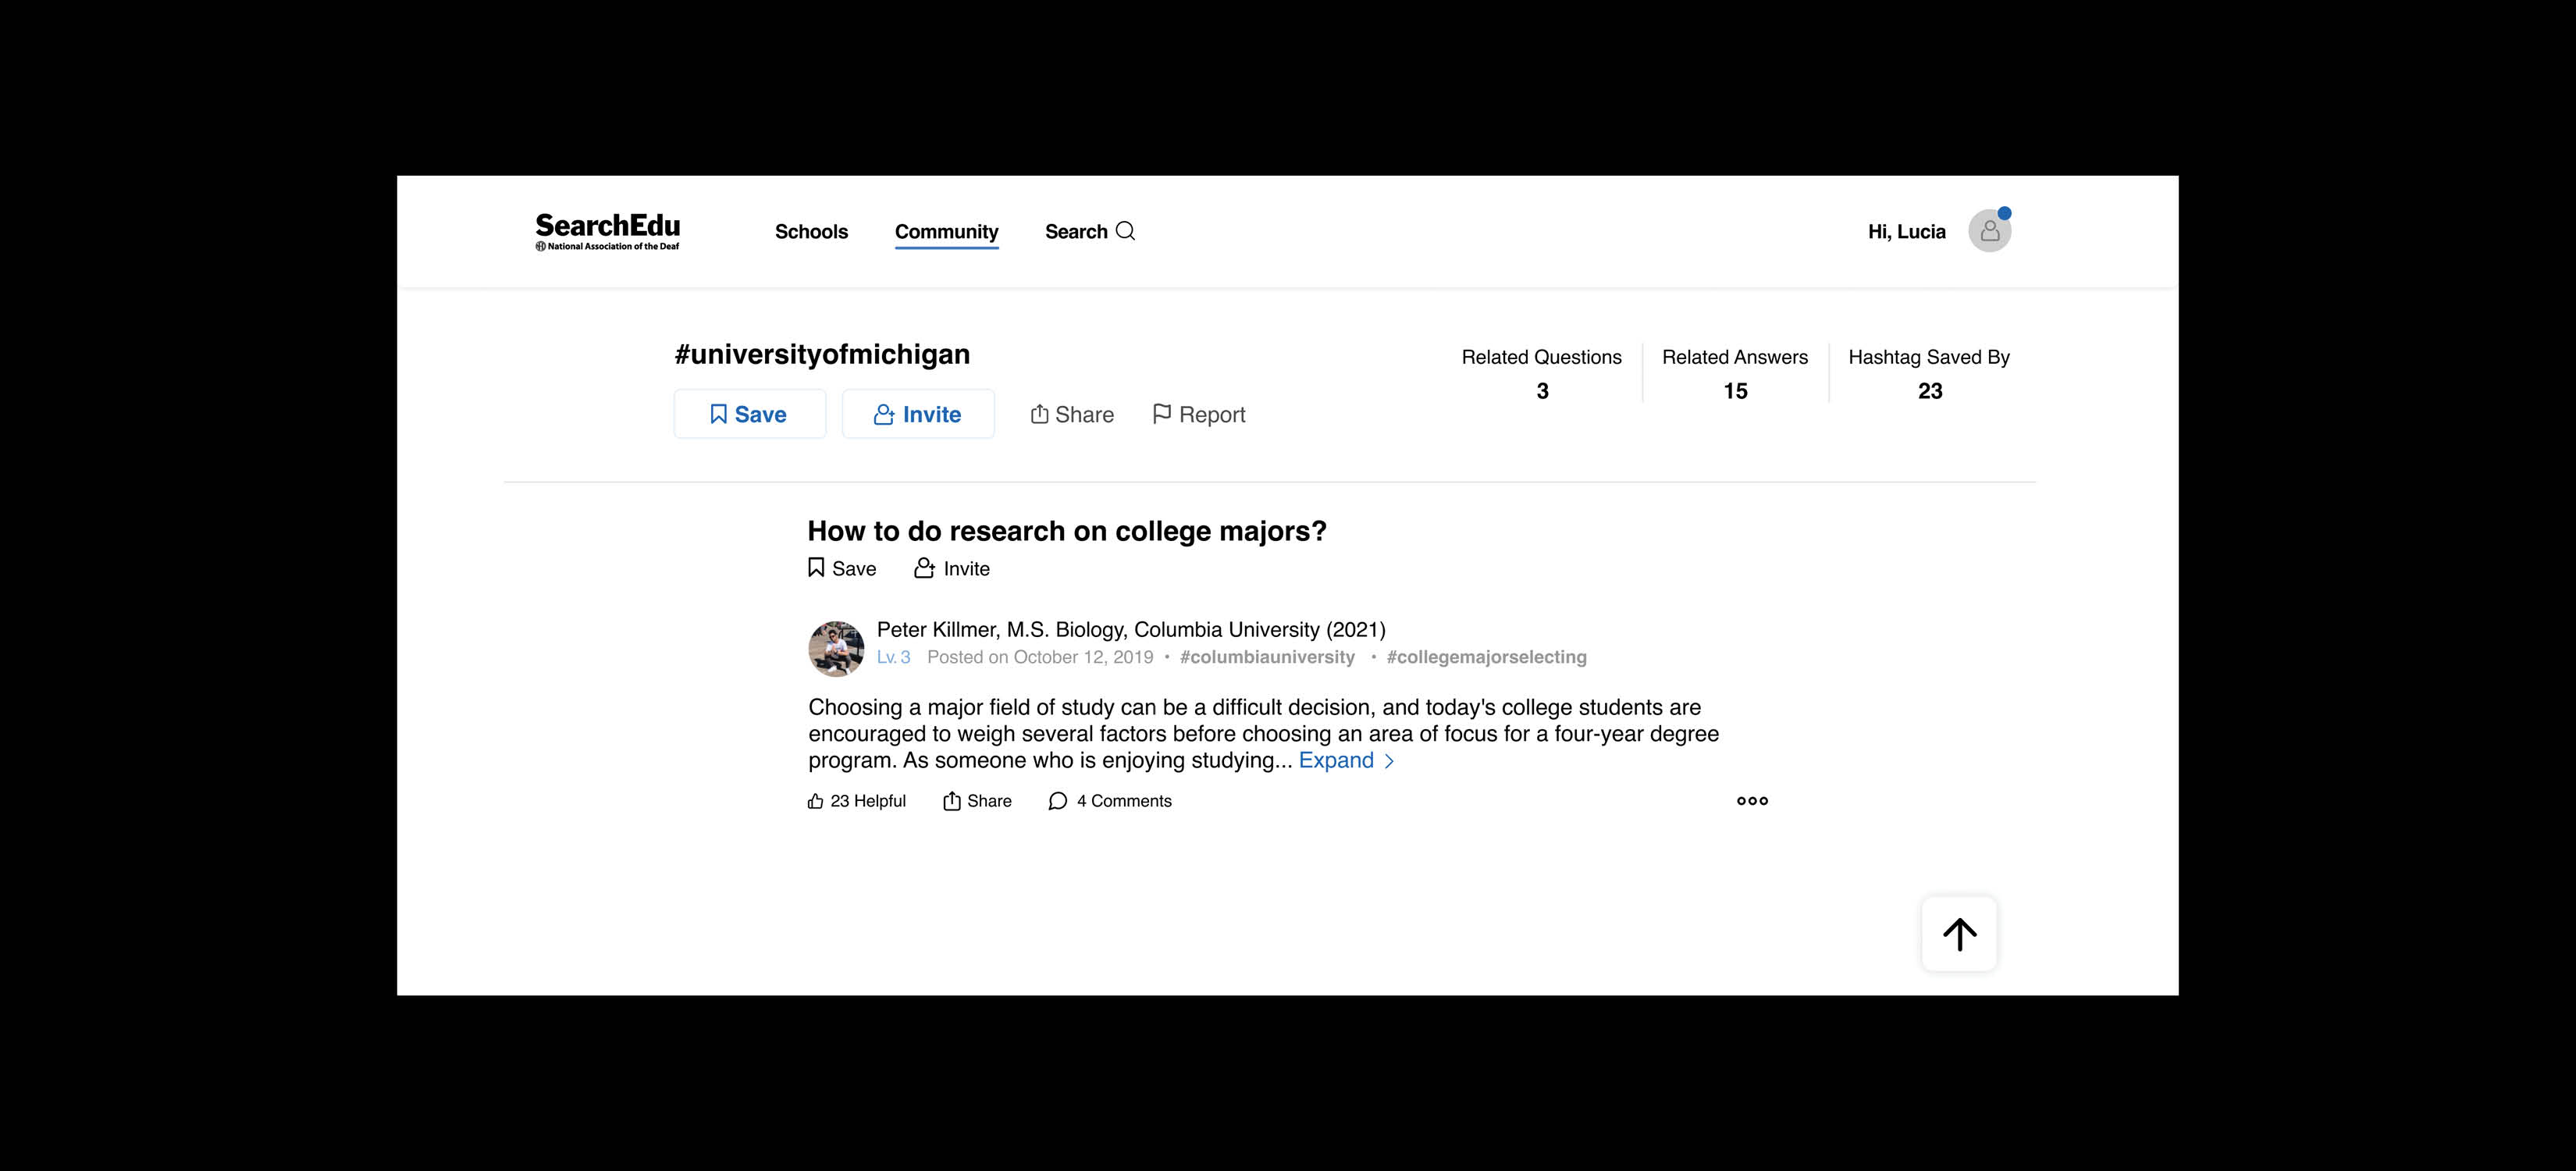 SearchEdu
National Association of the Deaf
Schools
Community
Search
Hi, Lucia
#universityofmichigan
Save
Invite
Share
Report
Related Questions
3
Related Answers
15
Hashtag Saved By
23
How to do research on college majors?
Save
Invite
Peter Killmer, M.S. Biology, Columbia University (2021)
Lv. 3 Posted on October 12, 2019 • #columbiauniversity • #collegemajorselecting
Choosing a major field of study can be a difficult decision, and today's college students are
encouraged to weigh several factors before choosing an area of focus for a four-year degree
program. As someone who is enjoying studying... Expand >
23 Helpful
Share
4 Comments